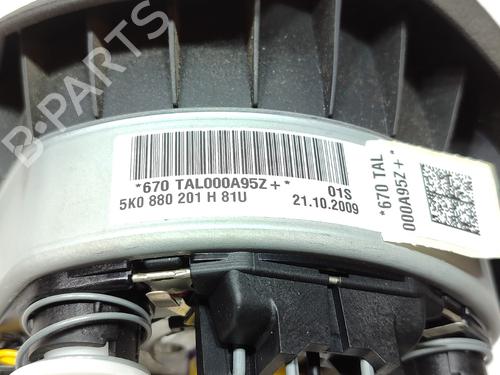 B-PARTS
*670 TAL000A95Z+*
01S
5K0 880 201 H 81U
21.10.2009
*670 TAL
000A95Z+*